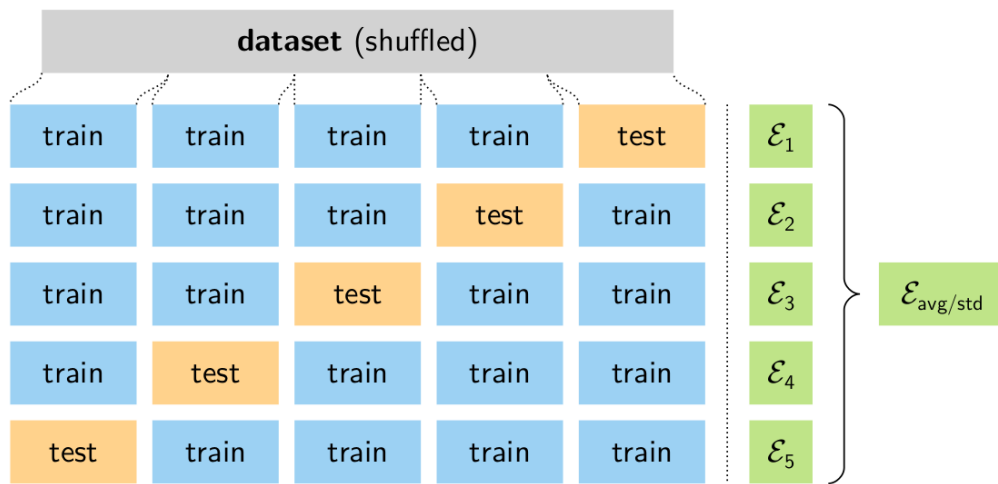 dataset (shuffled)
train train train train test ℰ1
train train train test train ℰ2
train train test train train ℰ3
ℰavg/std
train test train train train ℰ4
test train train train train ℰ5